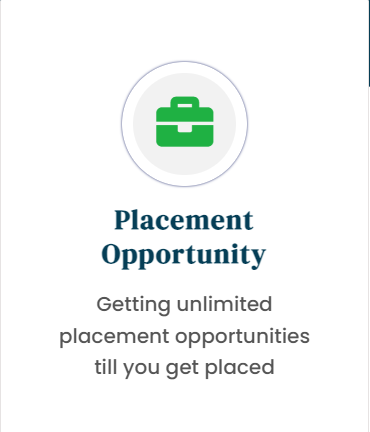 Placement
Opportunity
Getting unlimited
placement opportunities
till you get placed